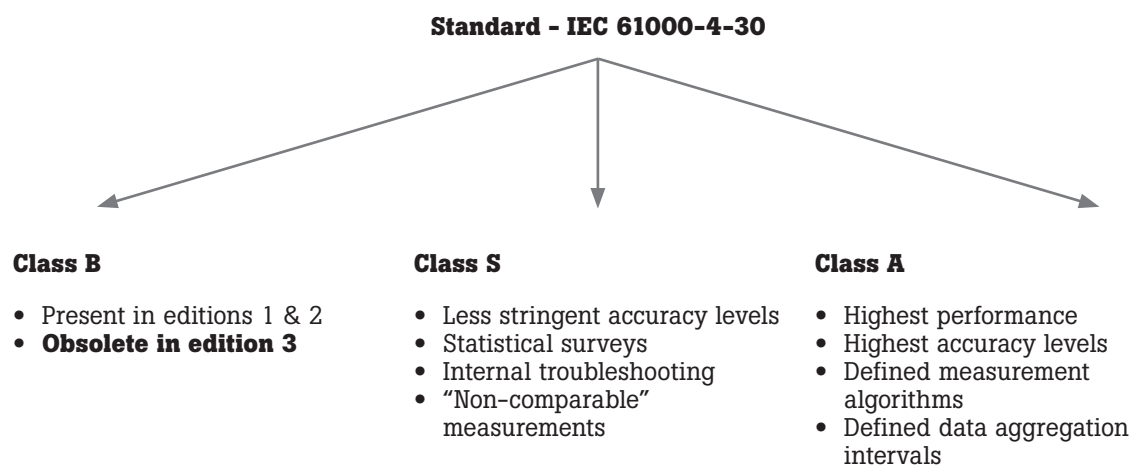 Standard - IEC 61000-4-30
Class B
• Present in editions 1 & 2
• Obsolete in edition 3
Class S
• Less stringent accuracy levels
• Statistical surveys
• Internal troubleshooting
• “Non-comparable”
measurements
Class A
• Highest performance
• Highest accuracy levels
• Defined measurement
algorithms
• Defined data aggregation
intervals